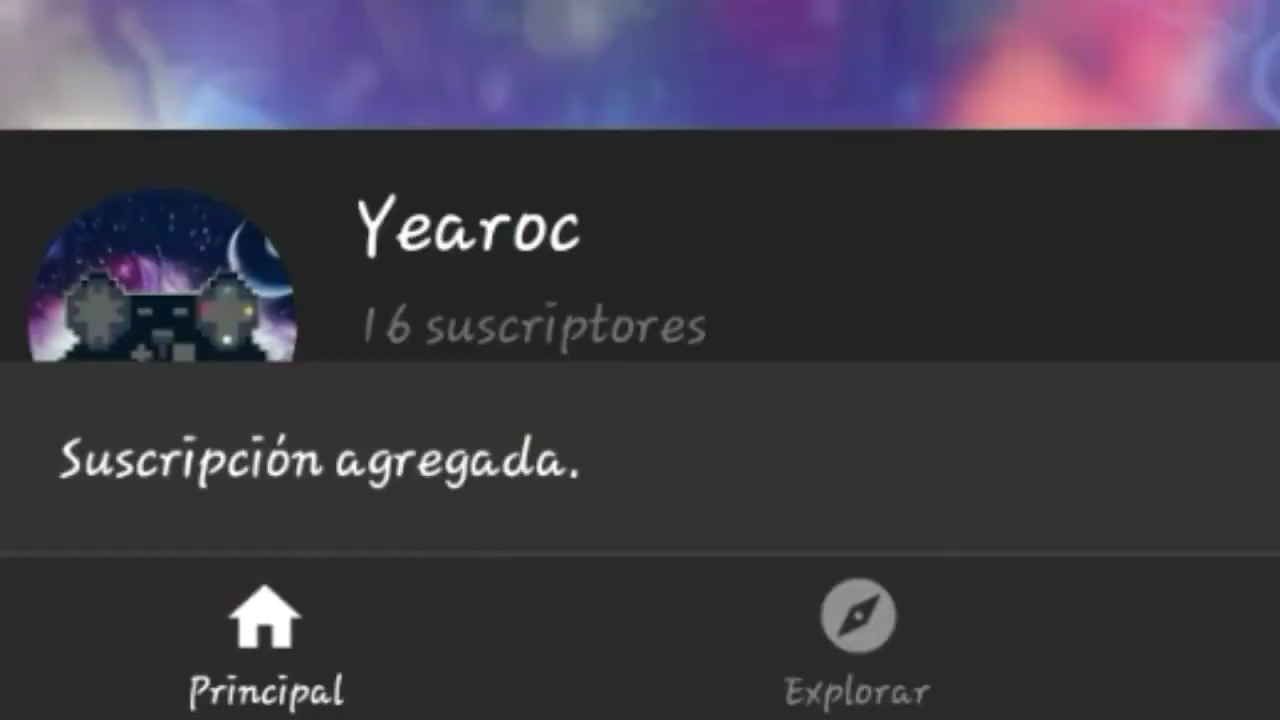 Yearoc
16 suscriptores
Suscripción agregada.
Principal
Explorar